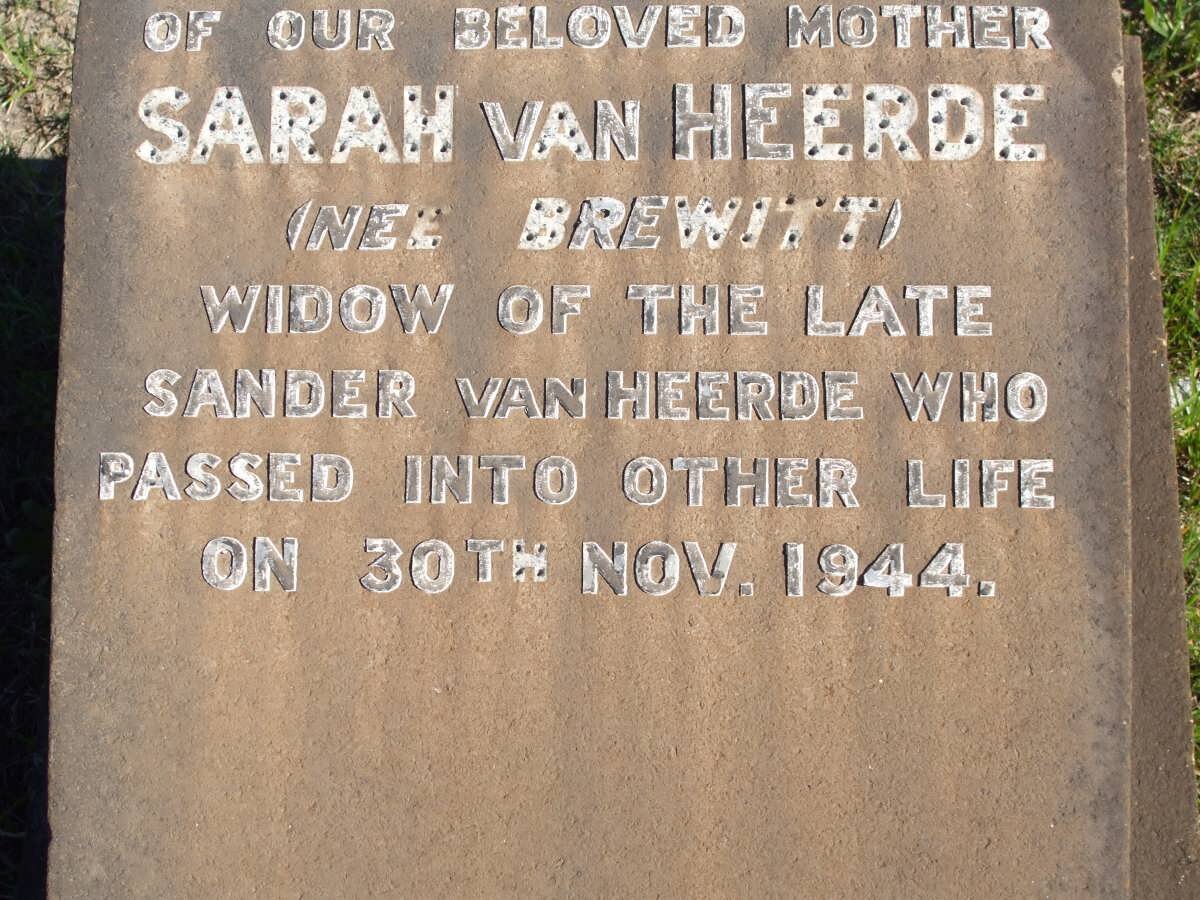 OF OUR BELOVED MOTHER
SARAH VAN HEERDE
(NEE BREWITT)
WIDOW OF THE LATE
SANDER VAN HEERDE WHO
PASSED INTO OTHER LIFE
ON 30TH NOV. 1944.